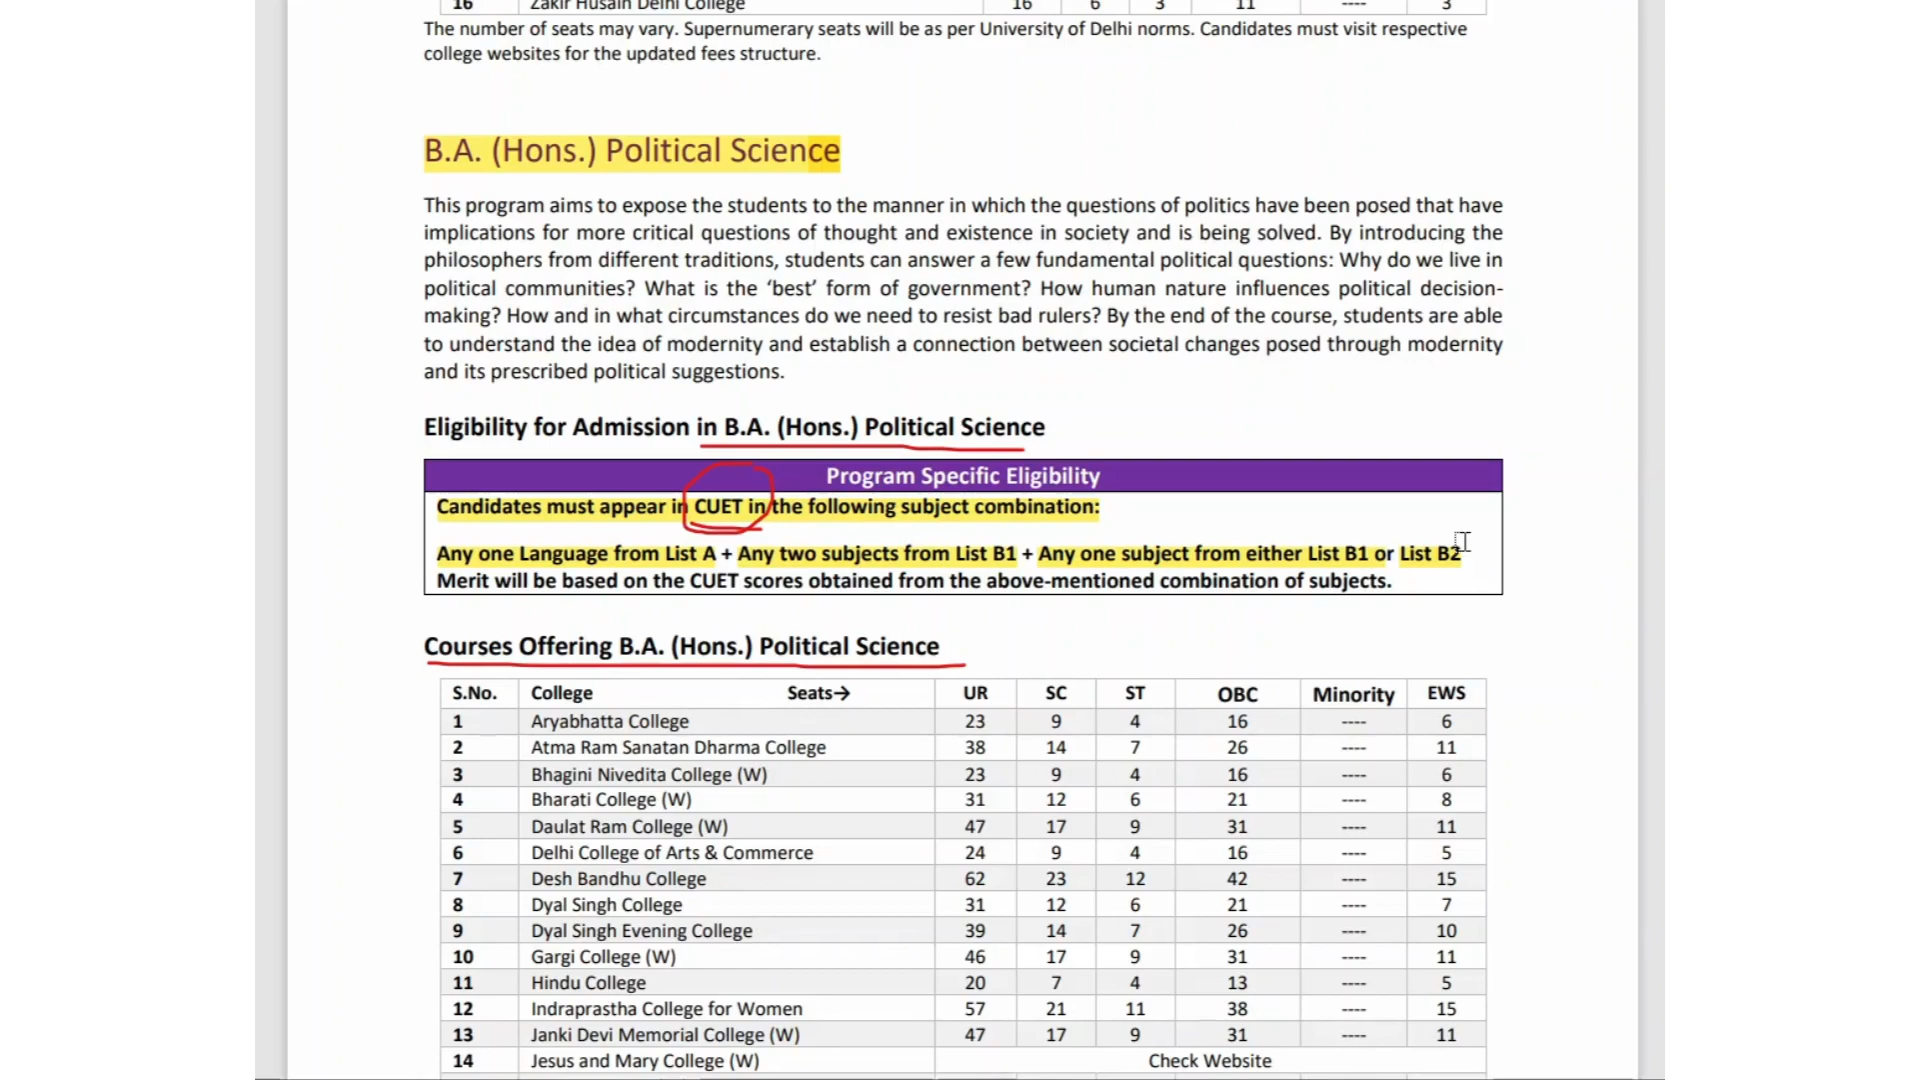 16 Zakir Husain Delhi College 16 6 3 11 ---- 3
The number of seats may vary. Supernumerary seats will be as per University of Delhi norms. Candidates must visit respective
college websites for the updated fees structure.
B.A. (Hons.) Political Science
This program aims to expose the students to the manner in which the questions of politics have been posed that have
implications for more critical questions of thought and existence in society and is being solved. By introducing the
philosophers from different traditions, students can answer a few fundamental political questions: Why do we live in
political communities? What is the ‘best’ form of government? How human nature influences political decision-
making? How and in what circumstances do we need to resist bad rulers? By the end of the course, students are able
to understand the idea of modernity and establish a connection between societal changes posed through modernity
and its prescribed political suggestions.
Eligibility for Admission in B.A. (Hons.) Political Science
Program Specific Eligibility
Candidates must appear in CUET in the following subject combination:
Any one Language from List A + Any two subjects from List B1 + Any one subject from either List B1 or List B2
Merit will be based on the CUET scores obtained from the above-mentioned combination of subjects.
Courses Offering B.A. (Hons.) Political Science
S.No. College Seats→ UR SC ST OBC Minority EWS
1 Aryabhatta College 23 9 4 16 ---- 6
2 Atma Ram Sanatan Dharma College 38 14 7 26 ---- 11
3 Bhagini Nivedita College (W) 23 9 4 16 ---- 6
4 Bharati College (W) 31 12 6 21 ---- 8
5 Daulat Ram College (W) 47 17 9 31 ---- 11
6 Delhi College of Arts & Commerce 24 9 4 16 ---- 5
7 Desh Bandhu College 62 23 12 42 ---- 15
8 Dyal Singh College 31 12 6 21 ---- 7
9 Dyal Singh Evening College 39 14 7 26 ---- 10
10 Gargi College (W) 46 17 9 31 ---- 11
11 Hindu College 20 7 4 13 ---- 5
12 Indraprastha College for Women 57 21 11 38 ---- 15
13 Janki Devi Memorial College (W) 47 17 9 31 ---- 11
14 Jesus and Mary College (W) Check Website